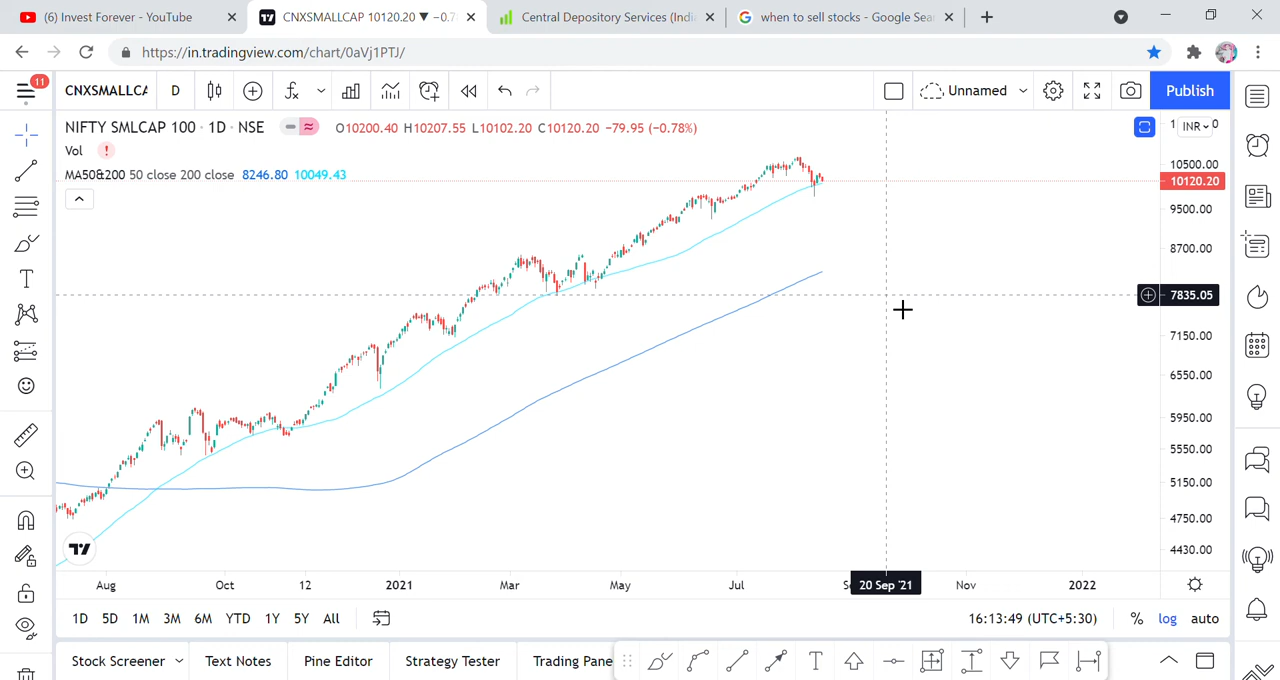 (6) Invest Forever - YouTube
CNXSMALLCAP 10120.20 ▼ −0.7
Central Depository Services (Indi
when to sell stocks - Google Sea
https://in.tradingview.com/chart/0aVj1PTJ/
11
CNXSMALLCA
D
Unnamed
Publish
NIFTY SMLCAP 100 · 1D · NSE
O10200.40 H10207.55 L10102.20 C10120.20 −79.95 (−0.78%)
Vol
MA50&200 50 close 200 close 8246.80 10049.43
INR
10500.00
10120.20
9500.00
8700.00
7835.05
7150.00
6550.00
5950.00
5550.00
5150.00
4750.00
4430.00
Aug
Oct
12
2021
Mar
May
Jul
20 Sep '21
Nov
2022
1D 5D 1M 3M 6M YTD 1Y 5Y All
16:13:49 (UTC+5:30)
% log auto
Stock Screener
Text Notes
Pine Editor
Strategy Tester
Trading Pane